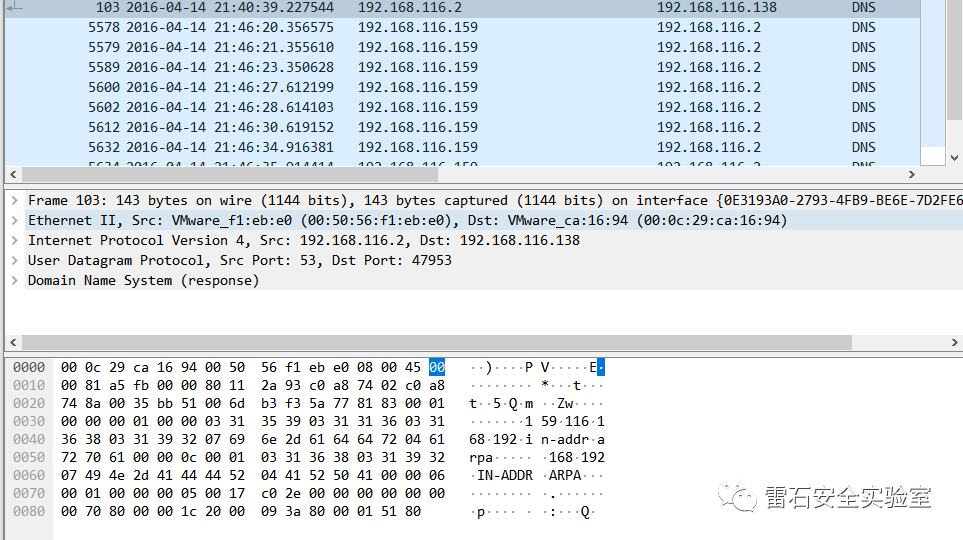 103 2016-04-14 21:40:39.227544 192.168.116.2 192.168.116.138 DNS
5578 2016-04-14 21:46:20.356575 192.168.116.159 192.168.116.2 DNS
5579 2016-04-14 21:46:21.355610 192.168.116.159 192.168.116.2 DNS
5589 2016-04-14 21:46:23.350628 192.168.116.159 192.168.116.2 DNS
5600 2016-04-14 21:46:27.612199 192.168.116.159 192.168.116.2 DNS
5602 2016-04-14 21:46:28.614103 192.168.116.159 192.168.116.2 DNS
5612 2016-04-14 21:46:30.619152 192.168.116.159 192.168.116.2 DNS
5632 2016-04-14 21:46:34.916381 192.168.116.159 192.168.116.2 DNS
5634 2016-04-14 21:46:35.914414 192.168.116.159 192.168.116.2 DNS
Frame 103: 143 bytes on wire (1144 bits), 143 bytes captured (1144 bits) on interface {0E3193A0-2793-4FB9-BE6E-7D2FE6
Ethernet II, Src: VMware_f1:eb:e0 (00:50:56:f1:eb:e0), Dst: VMware_ca:16:94 (00:0c:29:ca:16:94)
Internet Protocol Version 4, Src: 192.168.116.2, Dst: 192.168.116.138
User Datagram Protocol, Src Port: 53, Dst Port: 47953
Domain Name System (response)
0000 00 0c 29 ca 16 94 00 50 56 f1 eb e0 08 00 45 00 ··)····P V·····E·
0010 00 81 a5 fb 00 00 80 11 2a 93 c0 a8 74 02 c0 a8 ········ *···t···
0020 74 8a 00 35 bb 51 00 6d b3 f3 5a 77 81 83 00 01 t··5·Q·m ··Zw····
0030 00 00 00 01 00 00 03 31 35 39 03 31 31 36 03 31 ·······1 59·116·1
0040 36 38 03 31 39 32 07 69 6e 2d 61 64 64 72 04 61 68·192·i n-addr·a
0050 72 70 61 00 00 0c 00 01 03 31 36 38 03 31 39 32 rpa····· ·168·192
0060 07 49 4e 2d 41 44 44 52 04 41 52 50 41 00 00 06 ·IN-ADDR ·ARPA···
0070 00 01 00 00 00 05 00 17 c0 2e 00 00 00 00 00 00 ········ ·.······
0080 00 70 80 00 00 1c 20 00 09 3a 80 00 01 51 80 ·p···· · ·:···Q·
雷石安全实验室